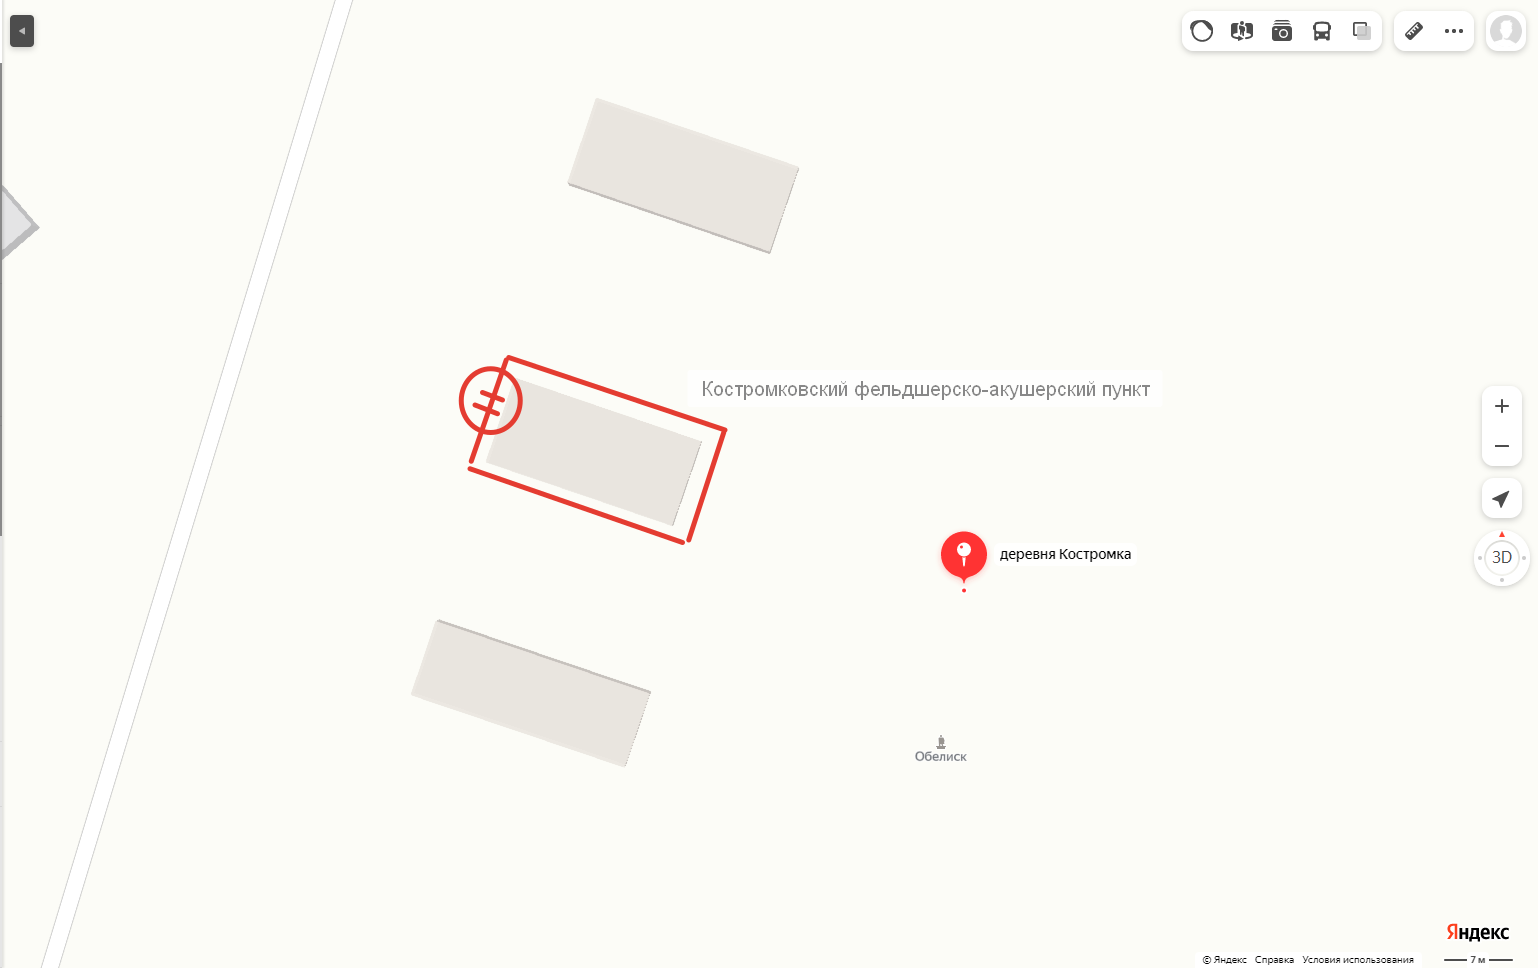 Костромковский фельдшерско-акушерский пункт
деревня Костромка
3D
Обелиск
Яндекс
© Яндекс Справка Условия использования
7 м